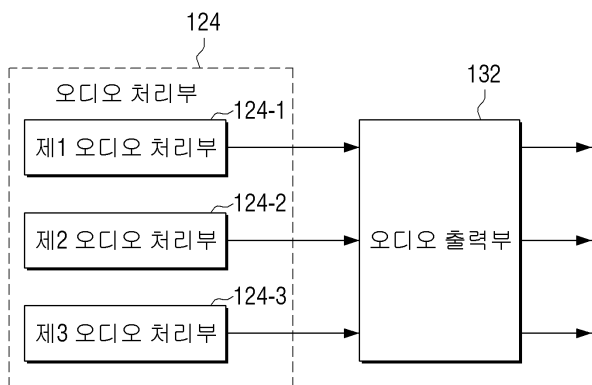 124
오디오 처리부
124-1
제1 오디오 처리부
132
124-2
제2 오디오 처리부
오디오 출력부
124-3
제3 오디오 처리부